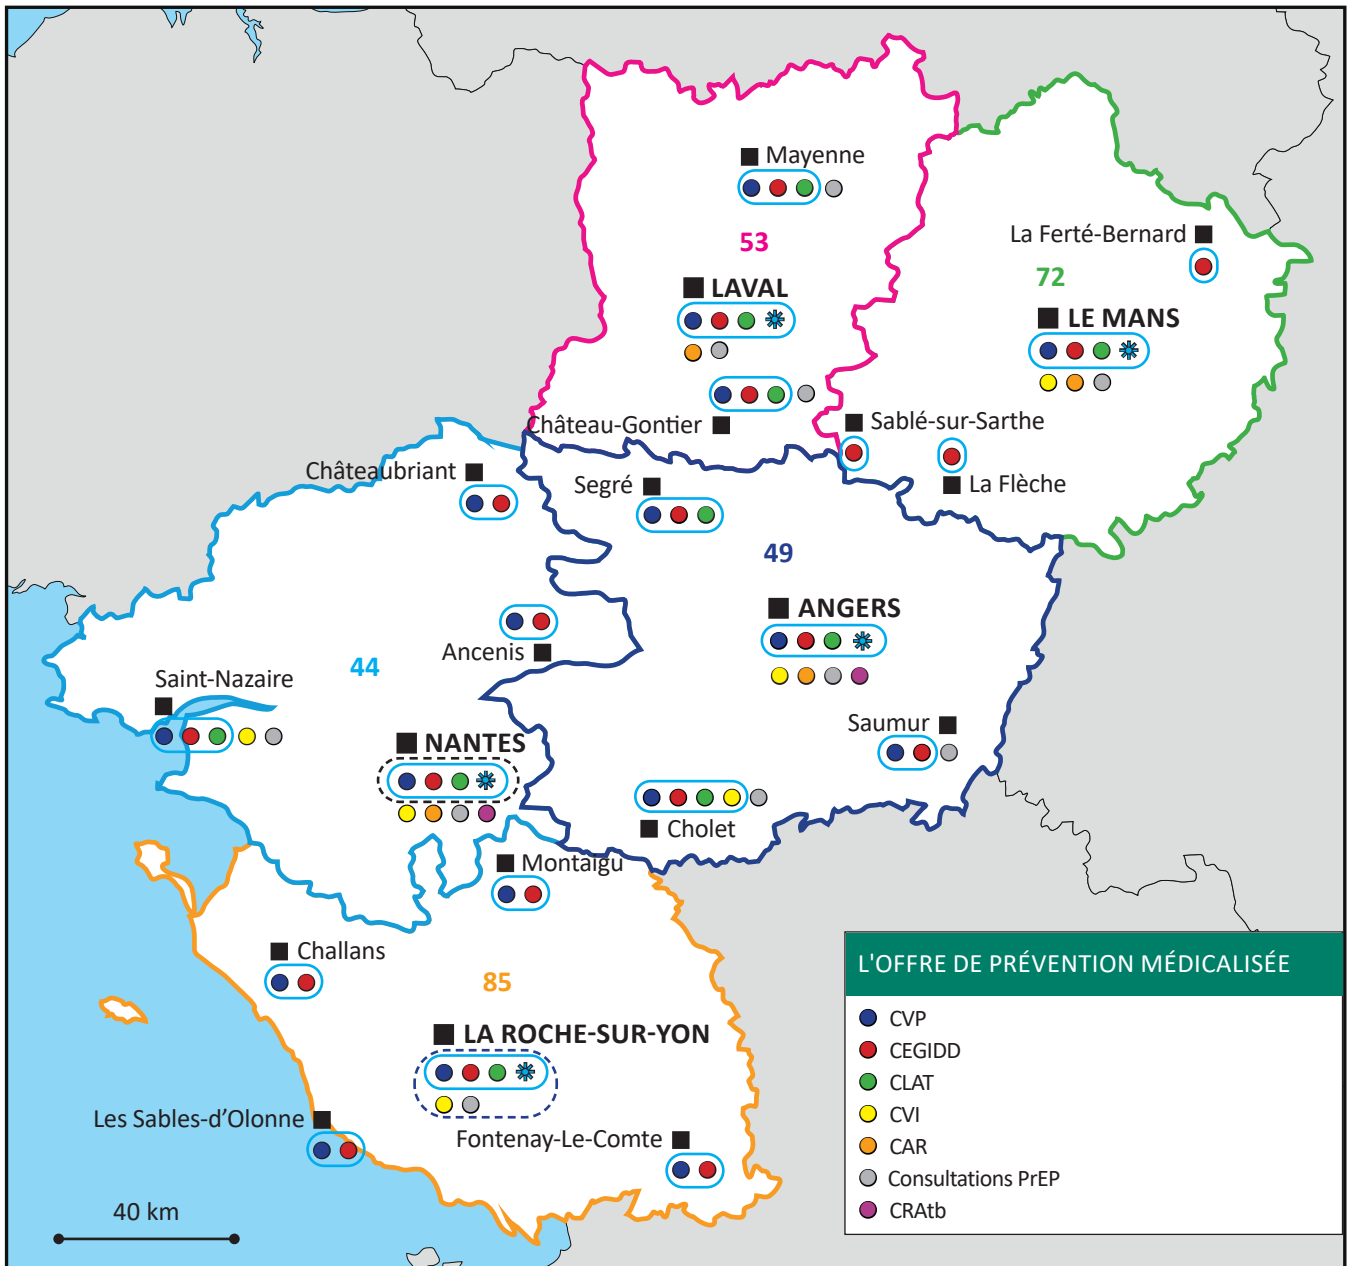 Mayenne
53
La Ferté-Bernard
72
LAVAL
LE MANS
Château-Gontier
Sablé-sur-Sarthe
Châteaubriant
Segré
La Flèche
49
ANGERS
Ancenis
44
Saint-Nazaire
Saumur
NANTES
Cholet
Montaigu
Challans
85
LA ROCHE-SUR-YON
Les Sables-d’Olonne
Fontenay-Le-Comte
40 km
L'OFFRE DE PRÉVENTION MÉDICALISÉE
CVP
CEGIDD
CLAT
CVI
CAR
Consultations PrEP
CRAtb